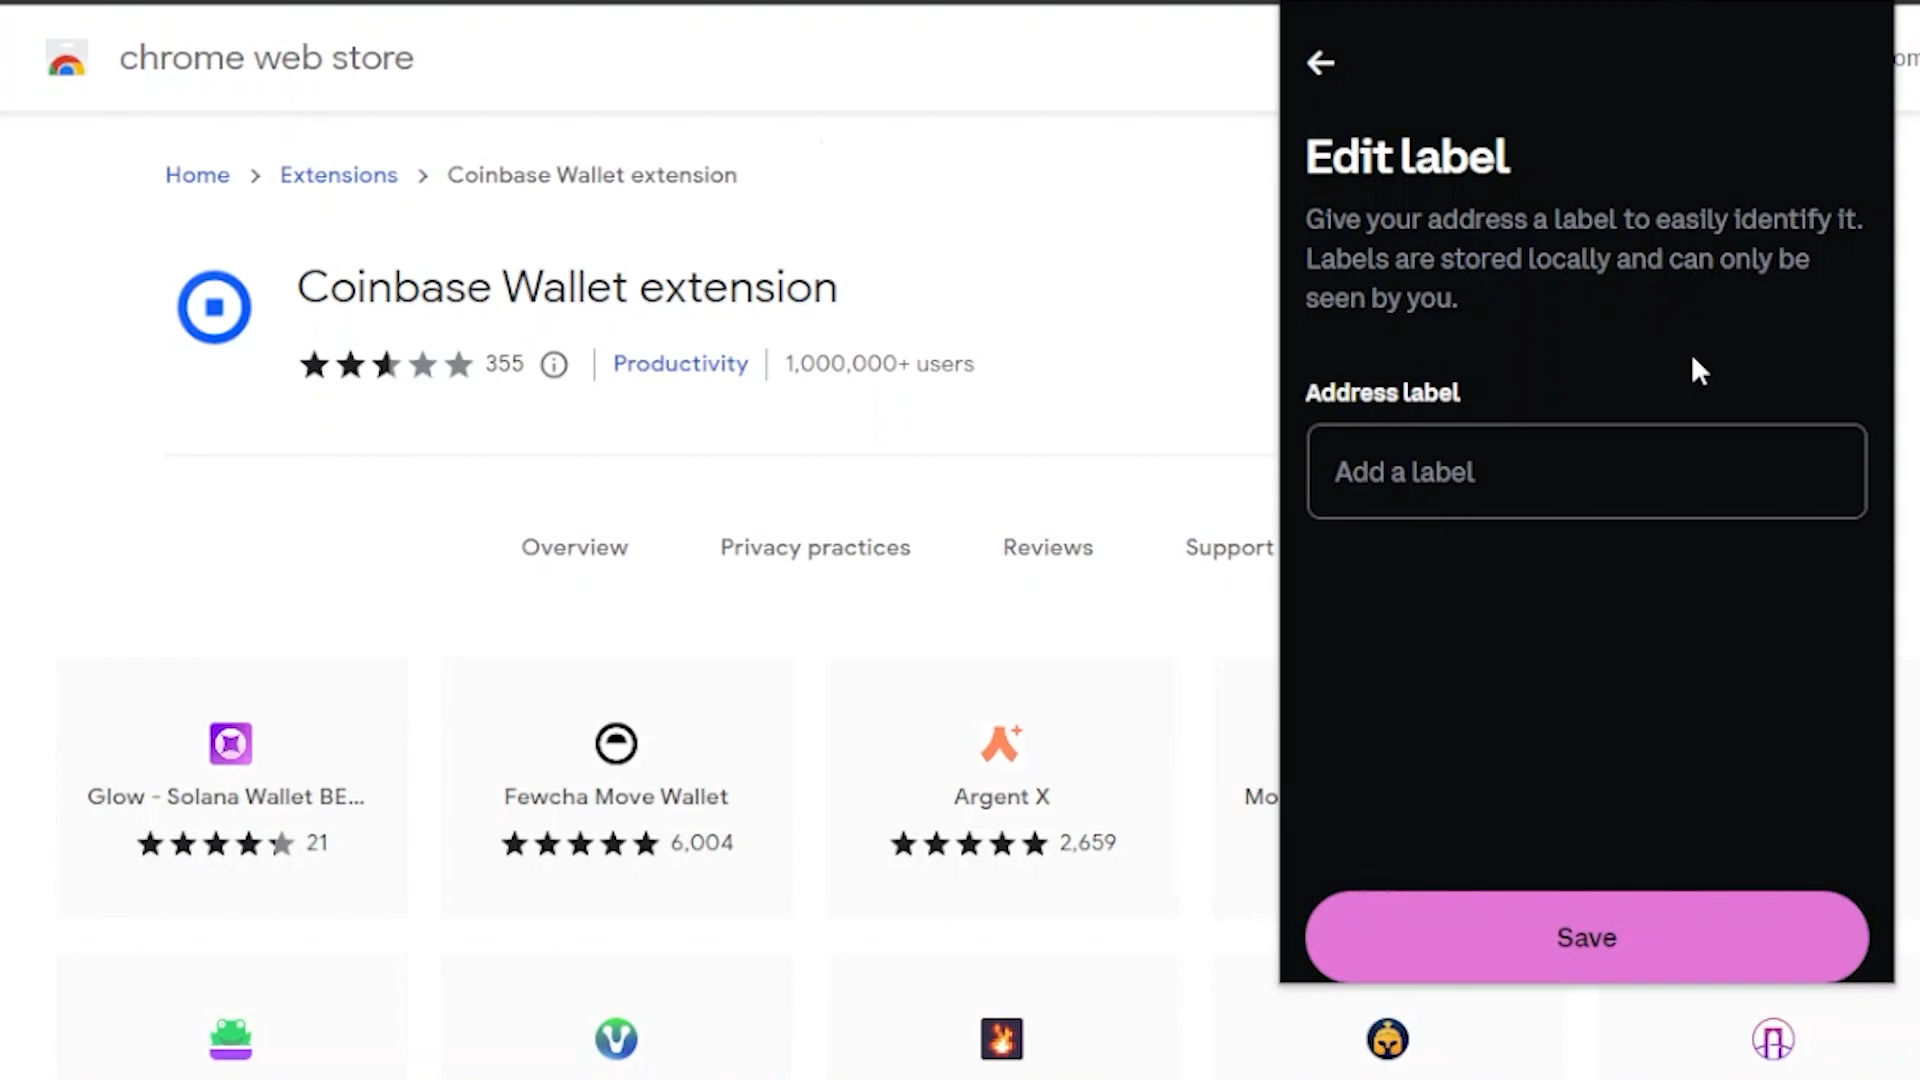 chrome web store
Home > Extensions > Coinbase Wallet extension
Coinbase Wallet extension
355 | Productivity | 1,000,000+ users
Overview Privacy practices Reviews Support
Glow - Solana Wallet BE... Fewcha Move Wallet Argent X Mo
21 6,004 2,659
om
Edit label
Give your address a label to easily identify it.
Labels are stored locally and can only be
seen by you.
Address label
Add a label
Save